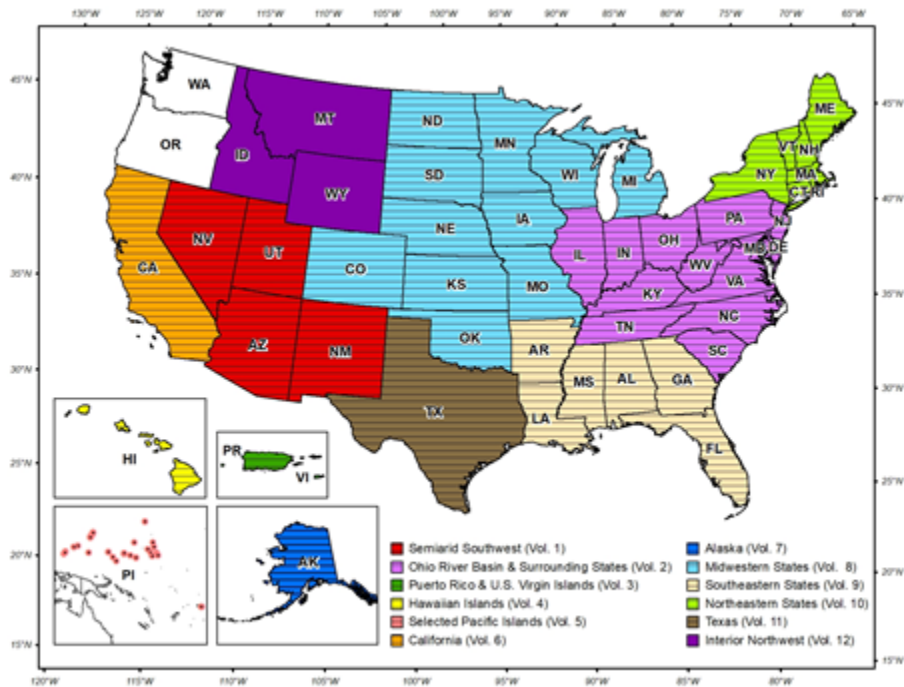 130°W 125°W 120°W 115°W 110°W 105°W 100°W 95°W 90°W 85°W 80°W 75°W 70°W 65°W
45°N 45°N
40°N 40°N
35°N 35°N
30°N 30°N
25°N 25°N
20°N 20°N
15°N 15°N
WA
OR
MT
ID
WY
ND
SD
NE
KS
CO
OK
MN
WI
MI
IA
MO
CA
NV
UT
AZ
NM
TX
AR
LA
MS
AL
GA
FL
IL
IN
OH
KY
TN
WV
PA
NJ
DE
VA
NC
SC
NY
VT
NH
ME
MA
CT
RI
HI
PR
VI
PI
AK
Semiarid Southwest (Vol. 1)
Ohio River Basin & Surrounding States (Vol. 2)
Puerto Rico & U.S. Virgin Islands (Vol. 3)
Hawaiian Islands (Vol. 4)
Selected Pacific Islands (Vol. 5)
California (Vol. 6)
Alaska (Vol. 7)
Midwestern States (Vol. 8)
Southeastern States (Vol. 9)
Northeastern States (Vol. 10)
Texas (Vol. 11)
Interior Northwest (Vol. 12)
120°W 115°W 110°W 105°W 100°W 95°W 90°W 85°W 80°W